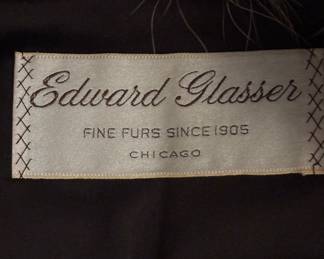 Edward Glasser
FINE FURS SINCE 1905
CHICAGO